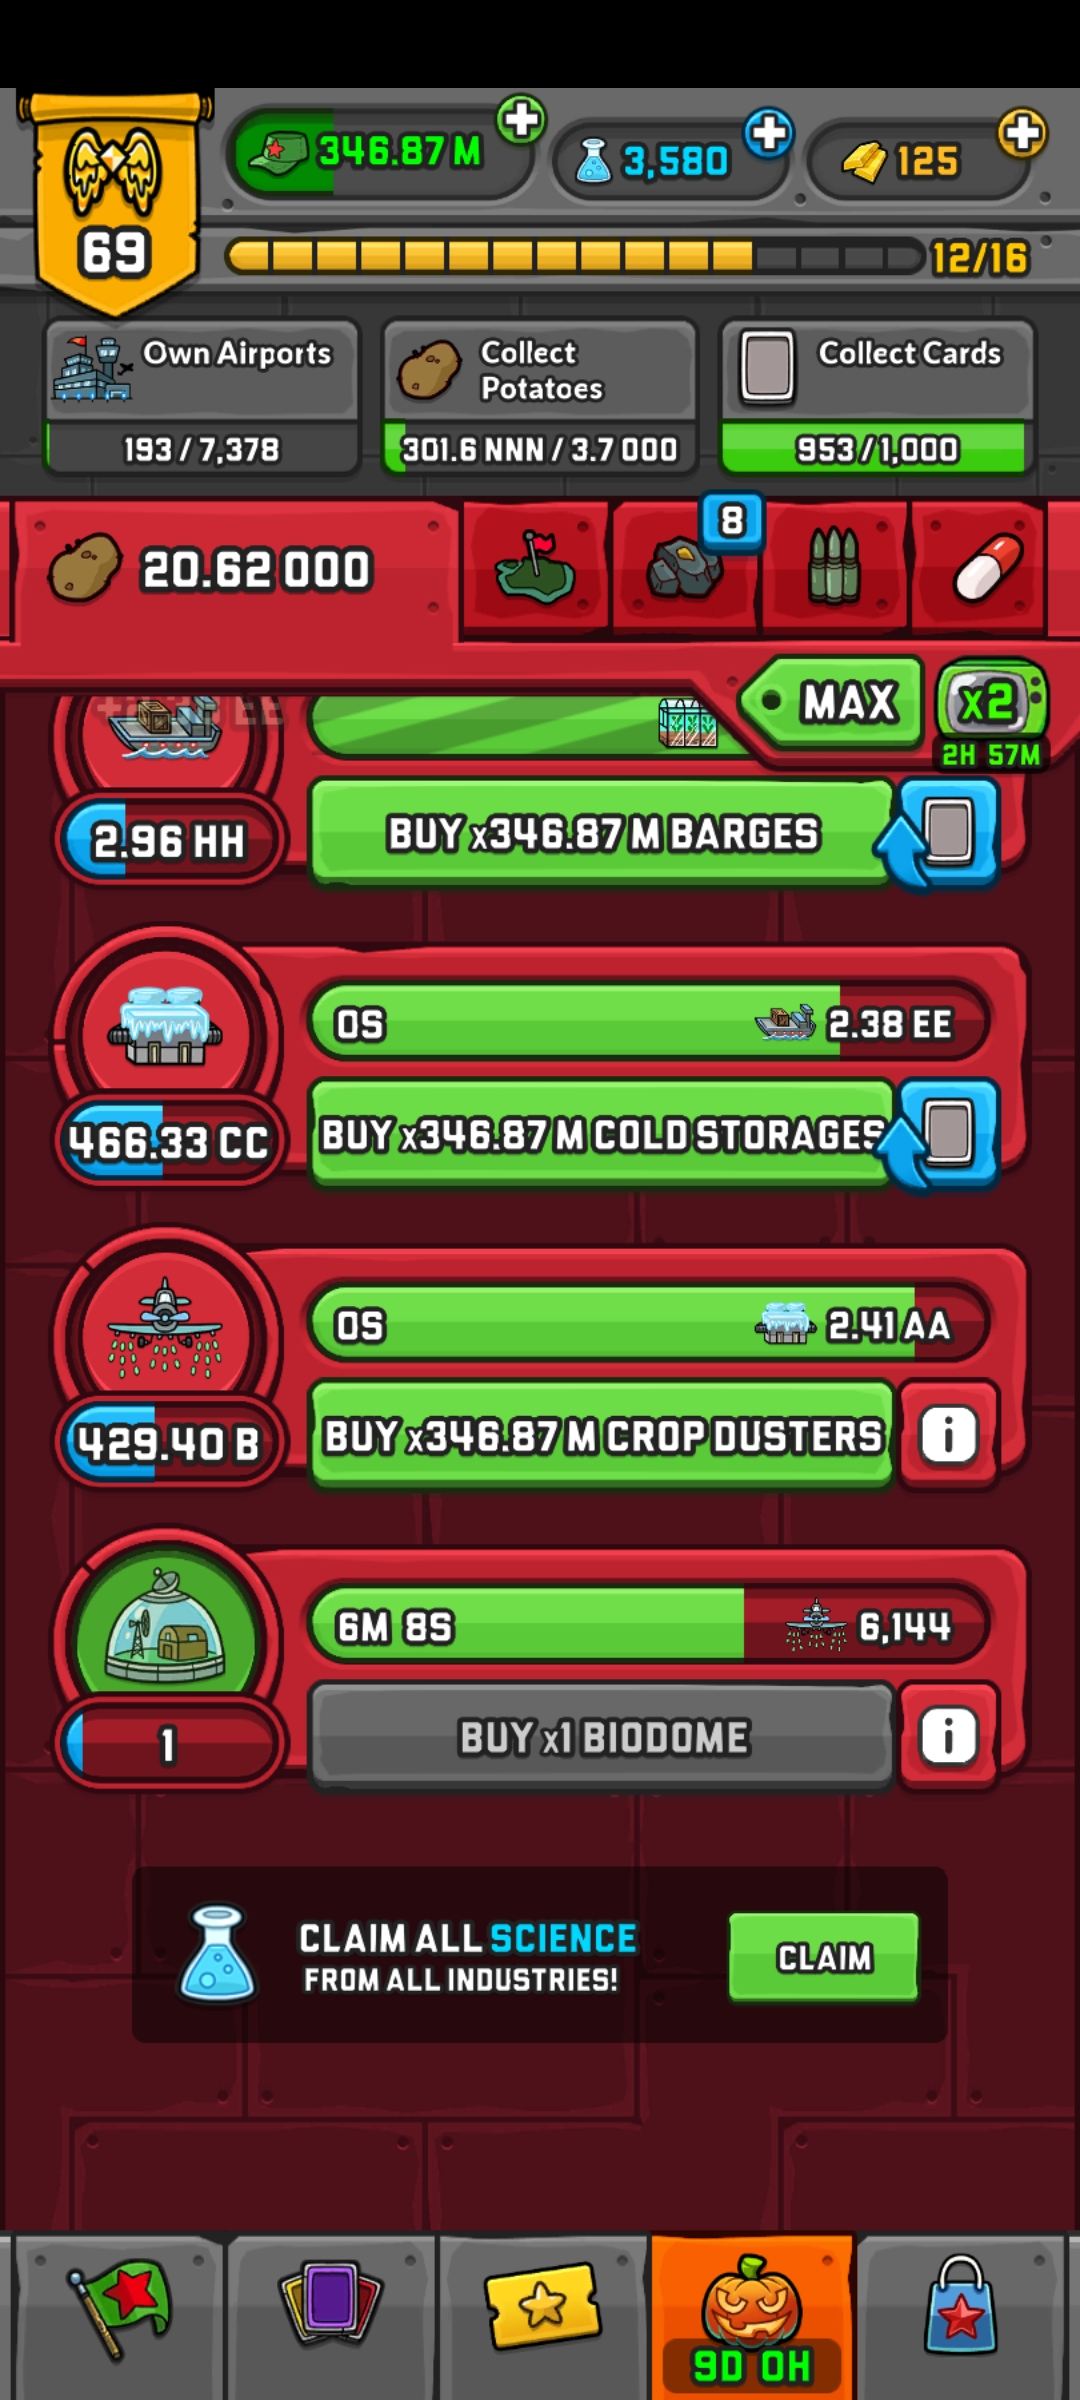 346.87 M
3,580
125
69
12/16
Own Airports
193 / 7,378
Collect
Potatoes
301.6 NNN / 3.7 OOO
Collect Cards
953 / 1,000
20.62 OOO
8
MAX
x2
2H 57M
2.96 HH
BUY x346.87 M BARGES
0S
2.38 EE
466.33 CC
BUY x346.87 M COLD STORAGES
0S
2.41 AA
429.40 B
BUY x346.87 M CROP DUSTERS
i
6M 8S
6,144
1
BUY x1 BIODOME
i
CLAIM ALL SCIENCE
FROM ALL INDUSTRIES!
CLAIM
9D 0H